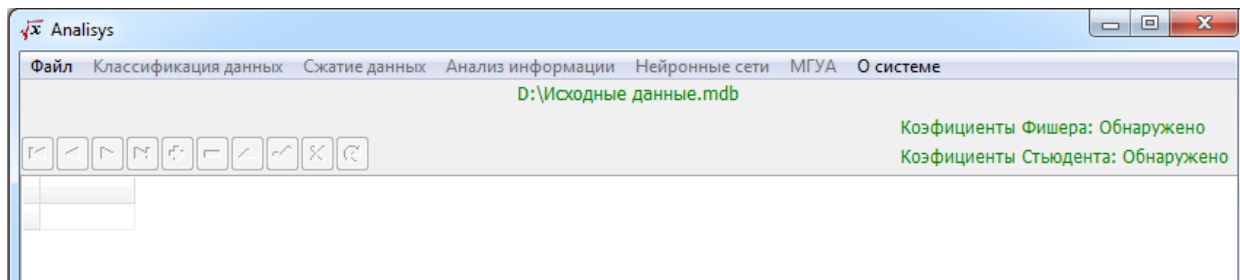 √x Analisys
Файл Классификация данных Сжатие данных Анализ информации Нейронные сети МГУА О системе
D:\Исходные данные.mdb
Коэфициенты Фишера: Обнаружено
Коэфициенты Стьюдента: Обнаружено